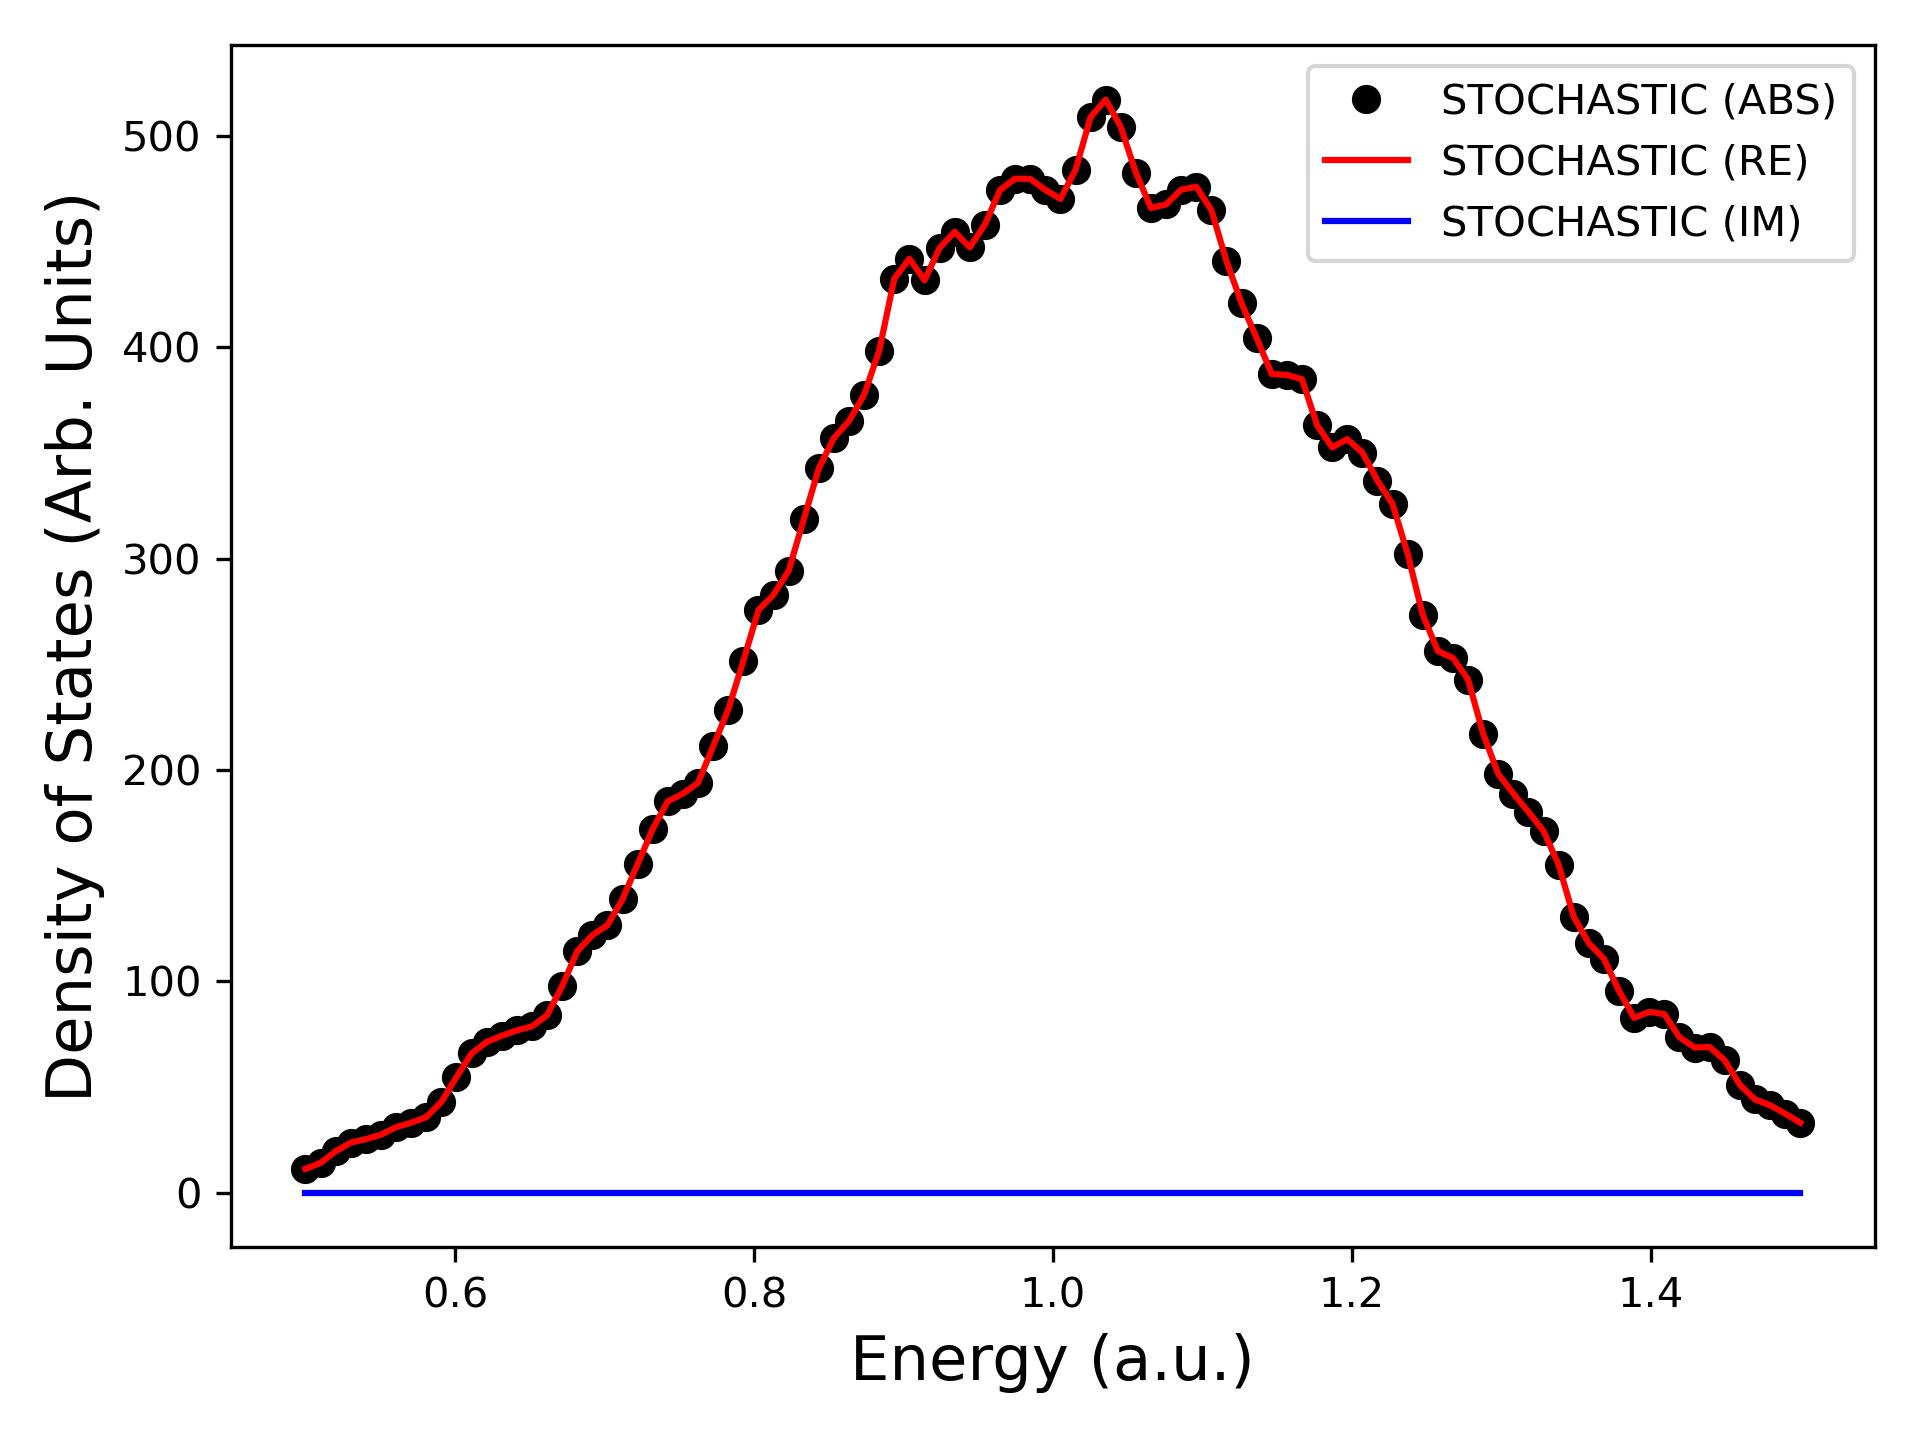 STOCHASTIC (ABS)
STOCHASTIC (RE)
STOCHASTIC (IM)
Density of States (Arb. Units)
500
400
300
200
100
0
0.6 0.8 1.0 1.2 1.4
Energy (a.u.)